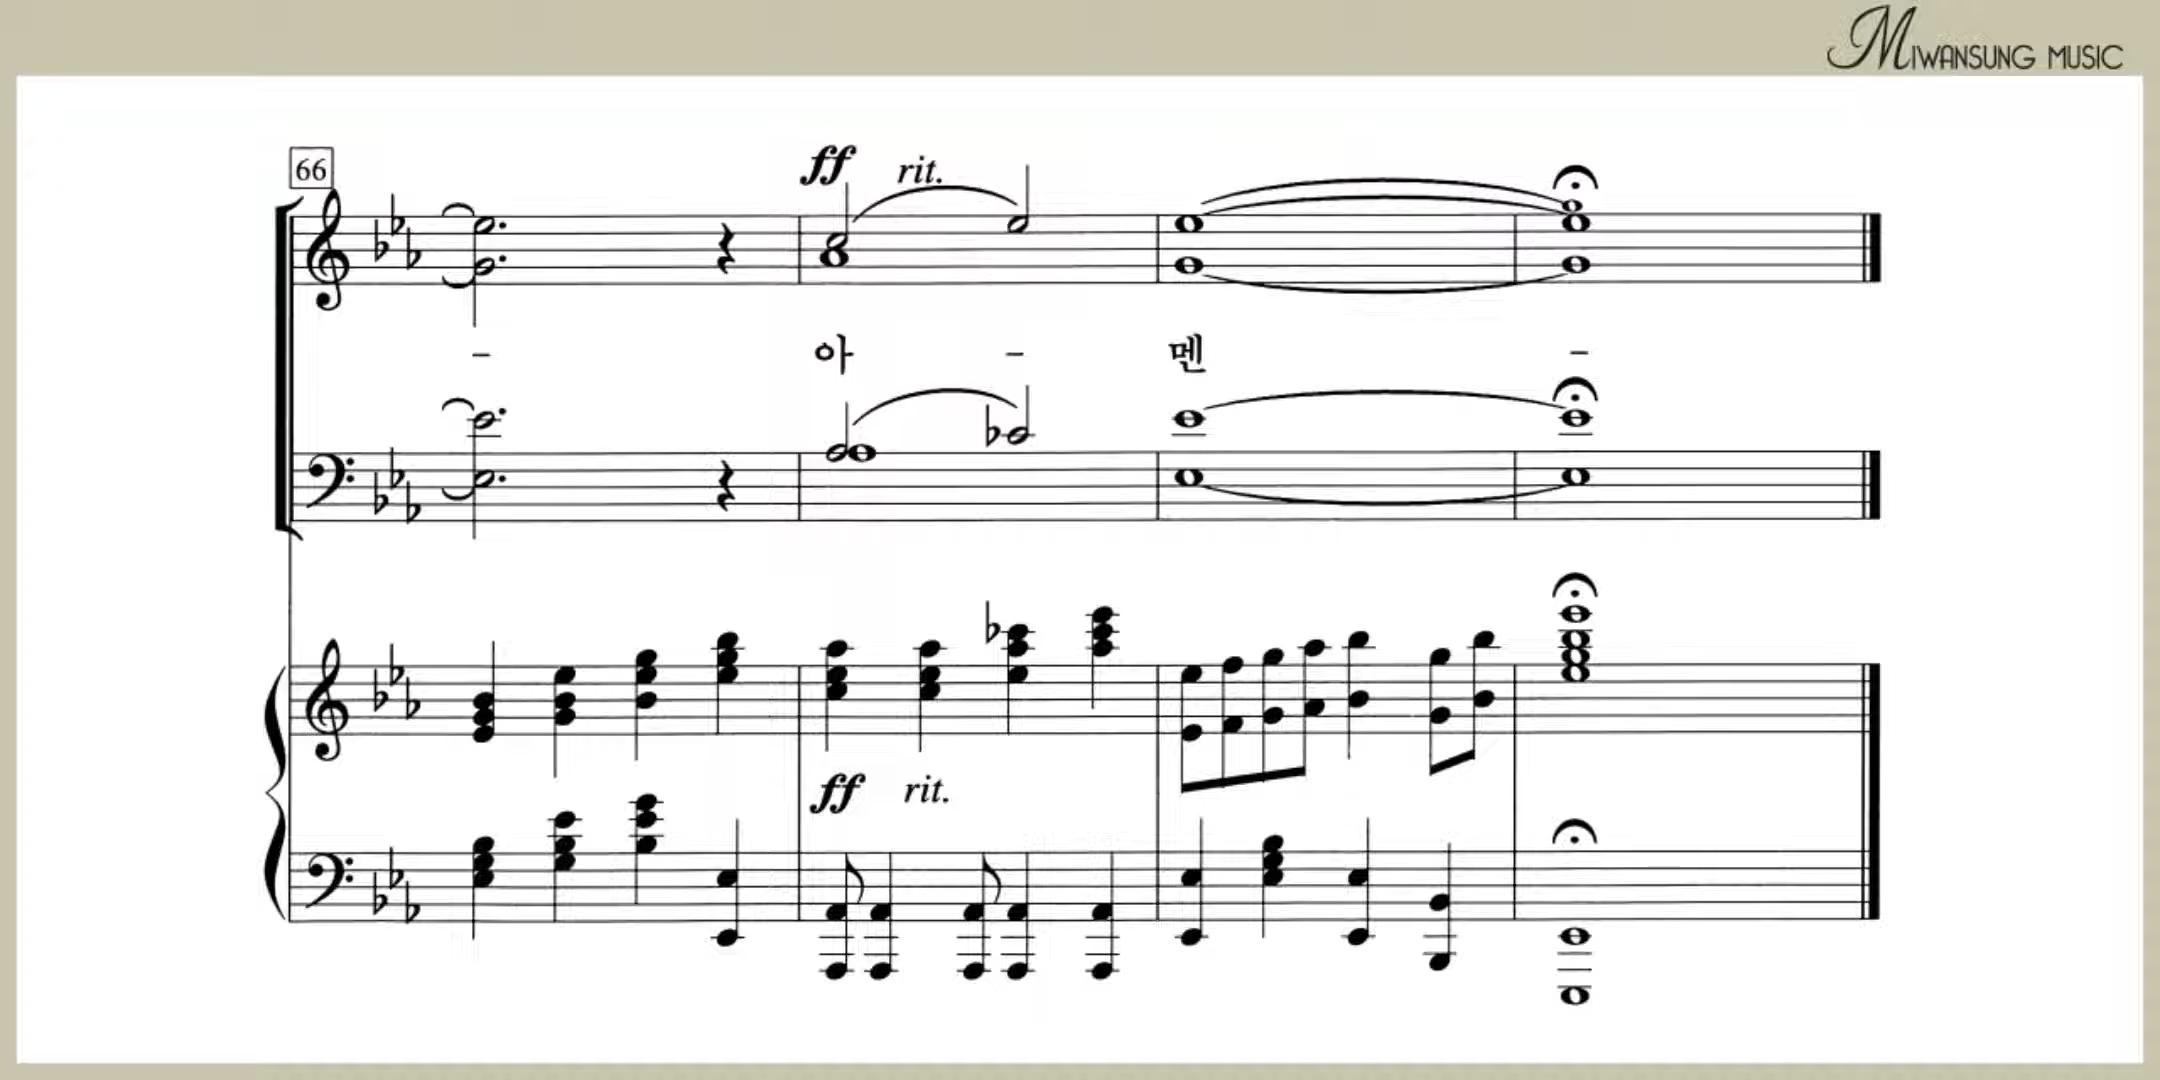 MIWANSUNG MUSIC
66
ff rit.
– 아 – 멘 –
ff rit.